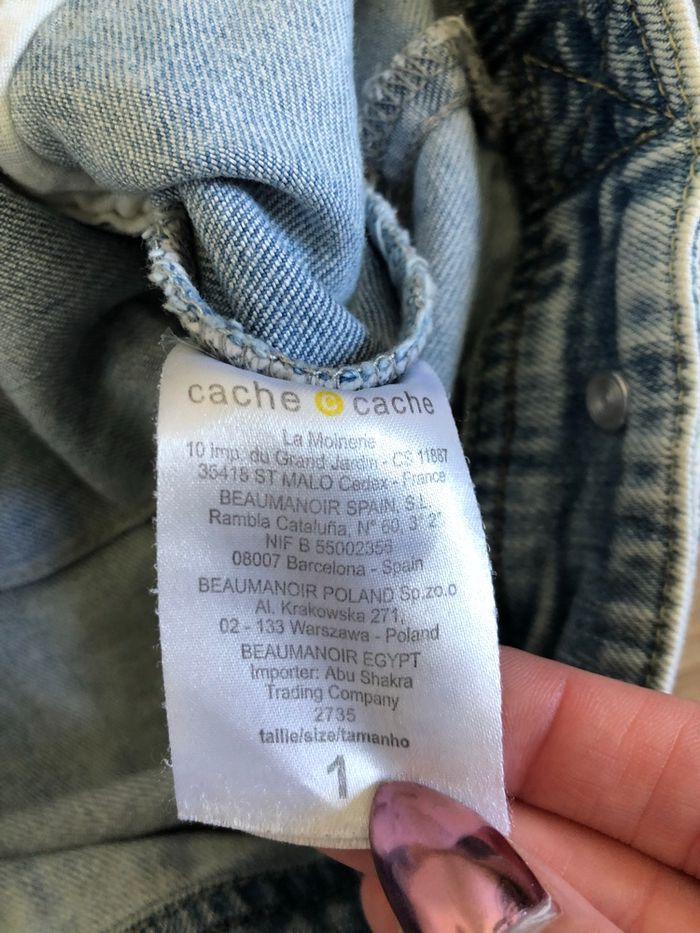 cache c cache
La Moinerie
10 imp. du Grand Jardin - CS 11887
35418 ST MALO Cedex - France
BEAUMANOIR SPAIN, S.L.
Rambla Cataluña, N° 60, 3° 2°
NIF B 55002356
08007 Barcelona - Spain
BEAUMANOIR POLAND Sp.zo.o
Al. Krakowska 271,
02 - 133 Warszawa - Poland
BEAUMANOIR EGYPT
Importer: Abu Shakra
Trading Company
2735
taille/size/tamanho
1